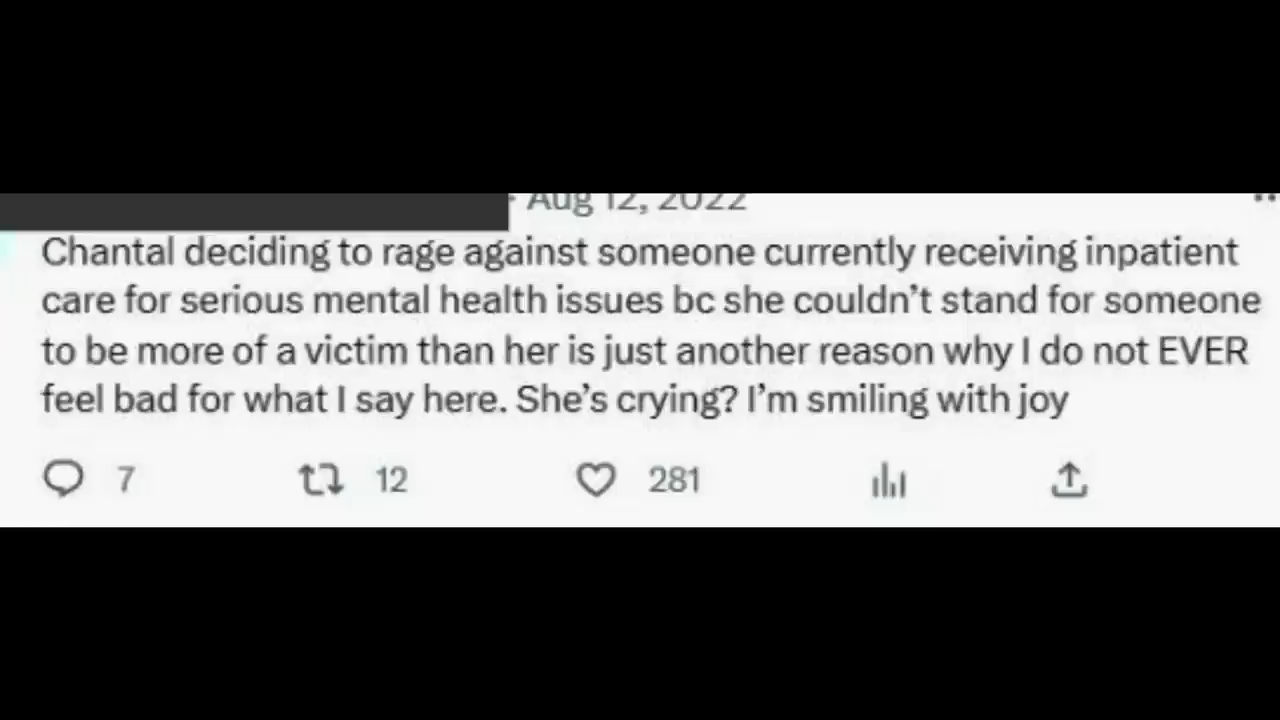 · Aug 12, 2022
Chantal deciding to rage against someone currently receiving inpatient
care for serious mental health issues bc she couldn't stand for someone
to be more of a victim than her is just another reason why I do not EVER
feel bad for what I say here. She's crying? I'm smiling with joy
7 12 281